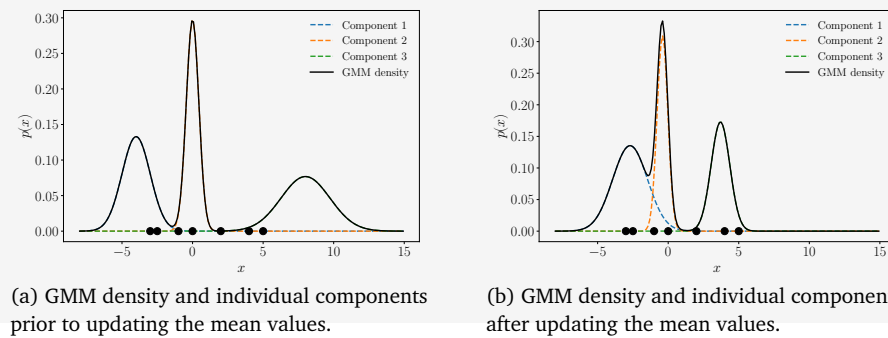 0.30
0.25
0.20
0.15
0.10
0.05
0.00
p(x)
−5
0
5
10
15
x
Component 1
Component 2
Component 3
GMM density
(a) GMM density and individual components
prior to updating the mean values.
0.30
0.25
0.20
0.15
0.10
0.05
0.00
p(x)
−5
0
5
10
15
x
Component 1
Component 2
Component 3
GMM density
(b) GMM density and individual componen
after updating the mean values.